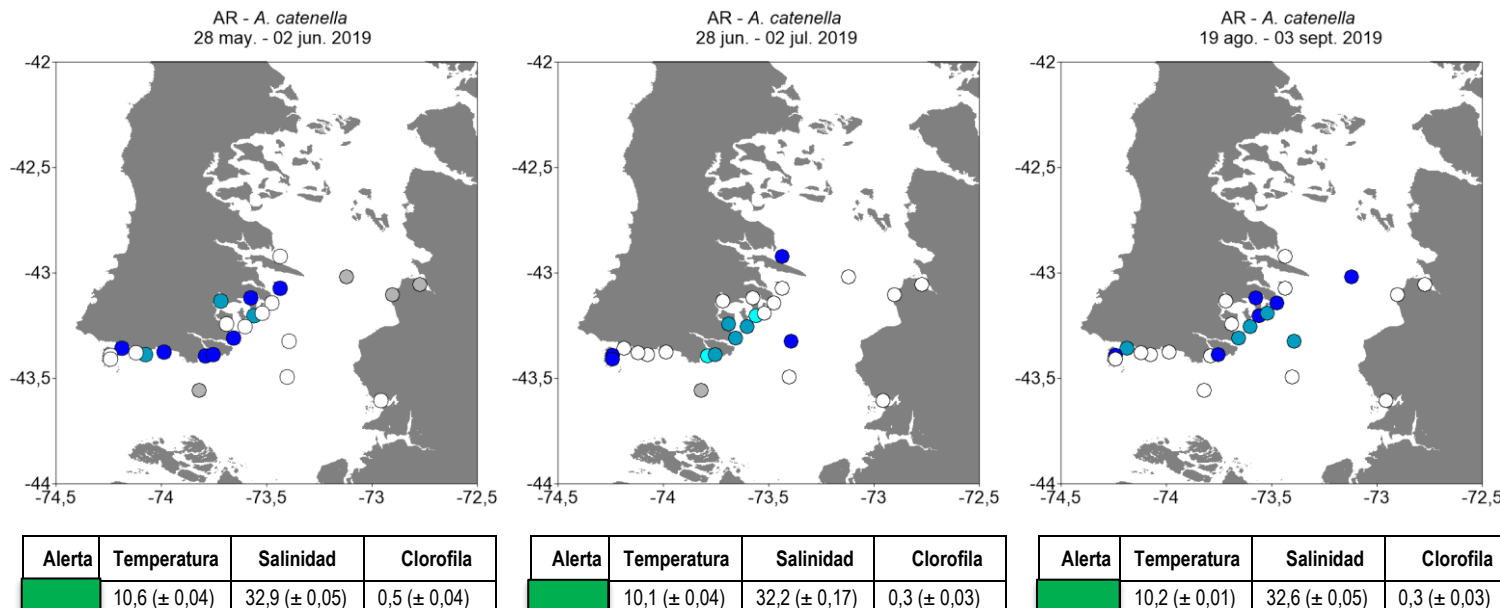 AR - A. catenella
28 may. - 02 jun. 2019
-42
-42,5
-43
-43,5
-44
-74,5
-74
-73,5
-73
-72,5
Alerta Temperatura Salinidad Clorofila
10,6 (± 0,04) 32,9 (± 0,05) 0,5 (± 0,04)
AR - A. catenella
28 jun. - 02 jul. 2019
-42
-42,5
-43
-43,5
-44
-74,5
-74
-73,5
-73
-72,5
Alerta Temperatura Salinidad Clorofila
10,1 (± 0,04) 32,2 (± 0,17) 0,3 (± 0,03)
AR - A. catenella
19 ago. - 03 sept. 2019
-42
-42,5
-43
-43,5
-44
-74,5
-74
-73,5
-73
-72,5
Alerta Temperatura Salinidad Clorofila
10,2 (± 0,01) 32,6 (± 0,05) 0,3 (± 0,03)